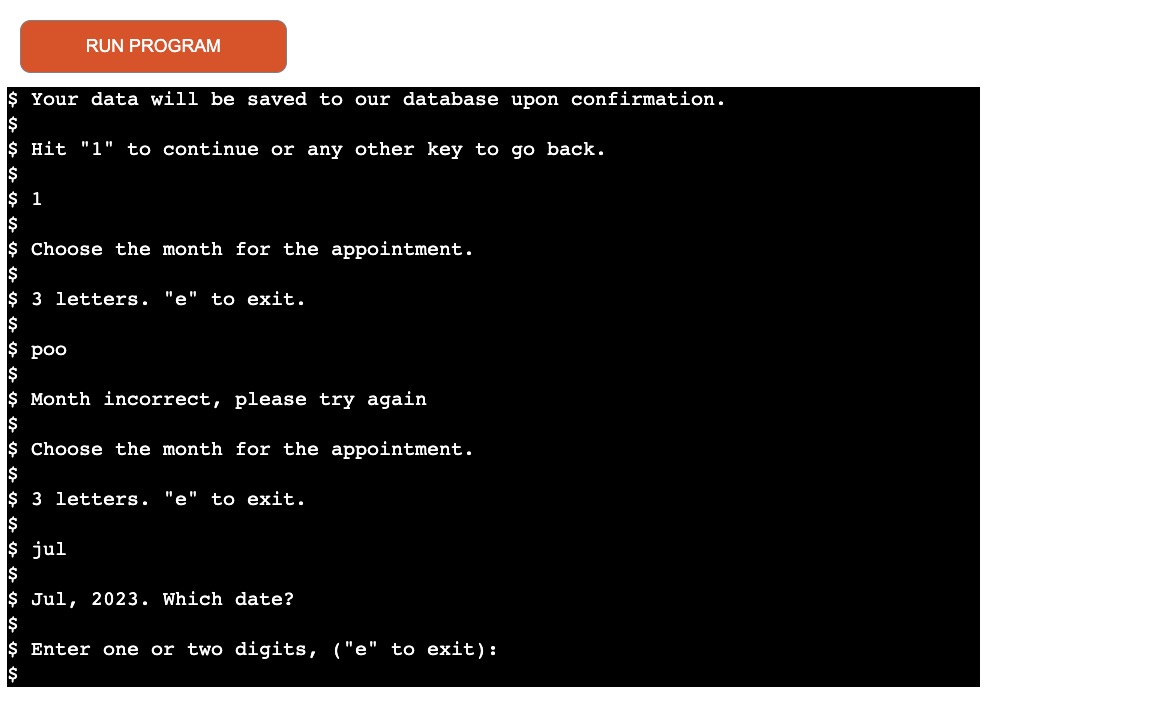 RUN PROGRAM
$ Your data will be saved to our database upon confirmation.
$
$ Hit "1" to continue or any other key to go back.
$
$ 1
$
$ Choose the month for the appointment.
$
$ 3 letters. "e" to exit.
$
$ poo
$
$ Month incorrect, please try again
$
$ Choose the month for the appointment.
$
$ 3 letters. "e" to exit.
$
$ jul
$
$ Jul, 2023. Which date?
$
$ Enter one or two digits, ("e" to exit):
$